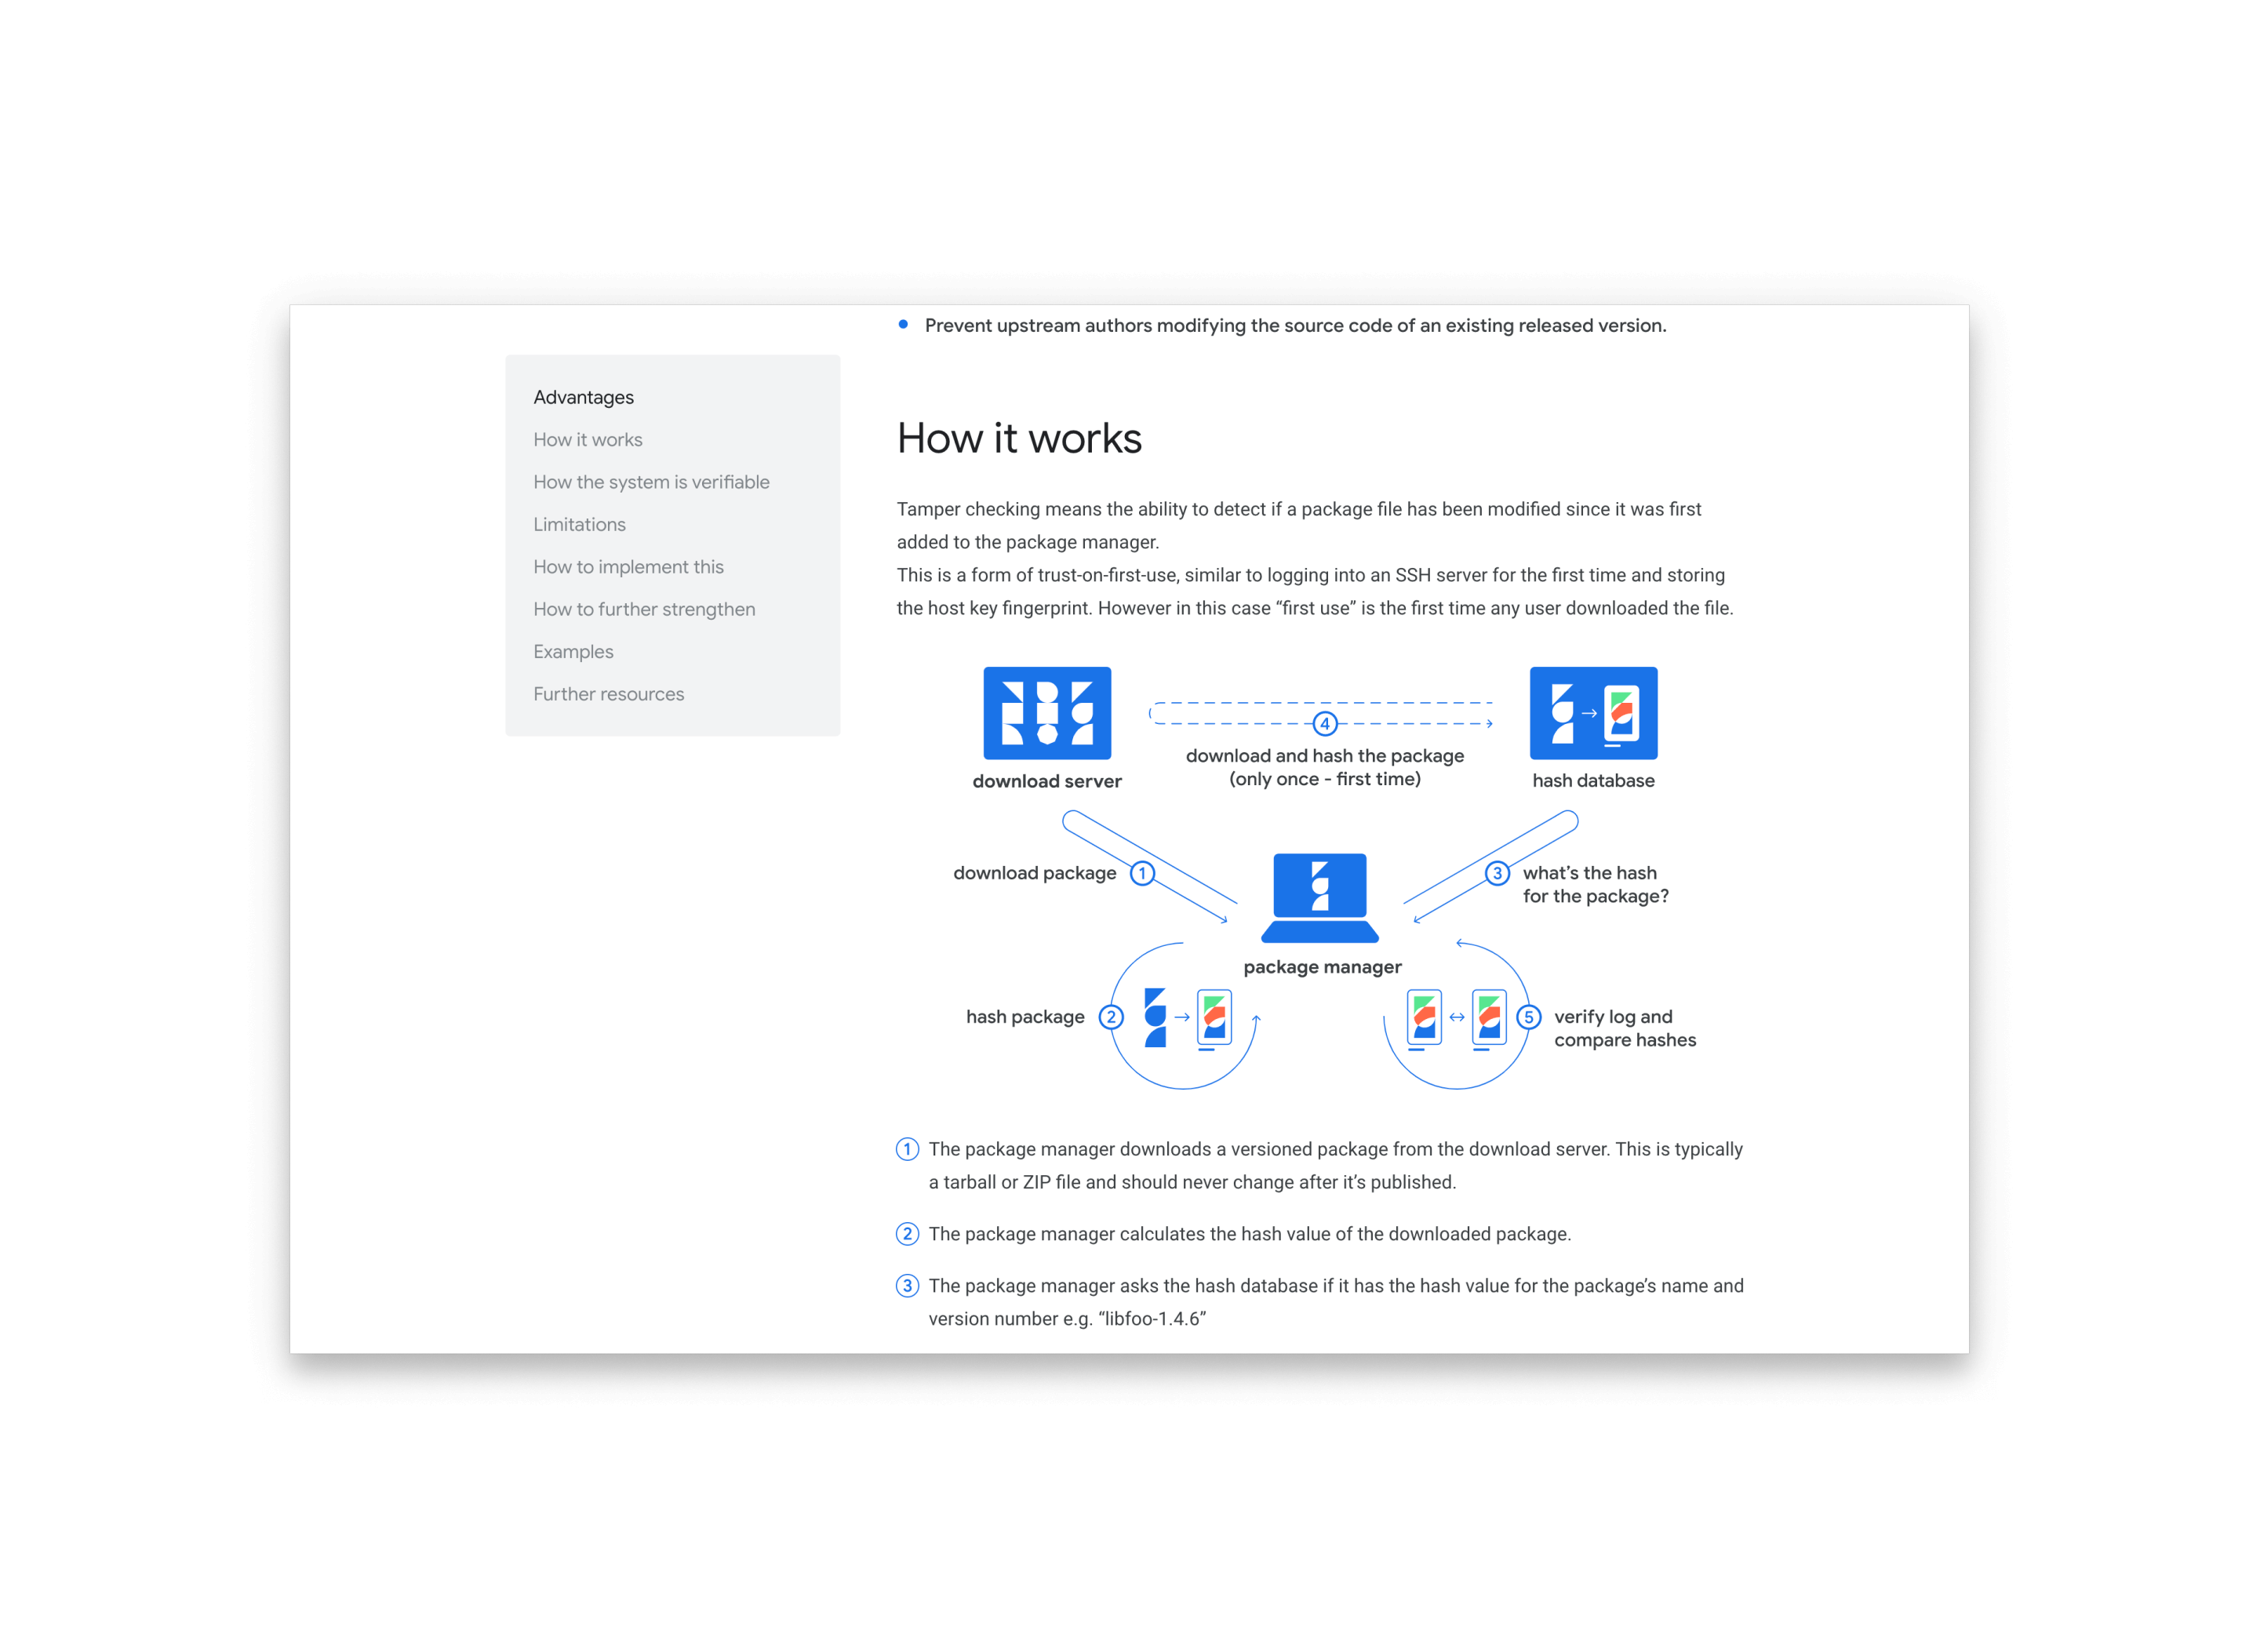 Prevent upstream authors modifying the source code of an existing released version.
Advantages
How it works
How the system is verifiable
Limitations
How to implement this
How to further strengthen
Examples
Further resources
How it works
Tamper checking means the ability to detect if a package file has been modified since it was first
added to the package manager.
This is a form of trust-on-first-use, similar to logging into an SSH server for the first time and storing
the host key fingerprint. However in this case “first use” is the first time any user downloaded the file.
4
download and hash the package
(only once - first time)
download server
hash database
download package
1
3
what’s the hash
for the package?
package manager
hash package
2
5
verify log and
compare hashes
1 The package manager downloads a versioned package from the download server. This is typically
a tarball or ZIP file and should never change after it’s published.
2 The package manager calculates the hash value of the downloaded package.
3 The package manager asks the hash database if it has the hash value for the package’s name and
version number e.g. “libfoo-1.4.6”